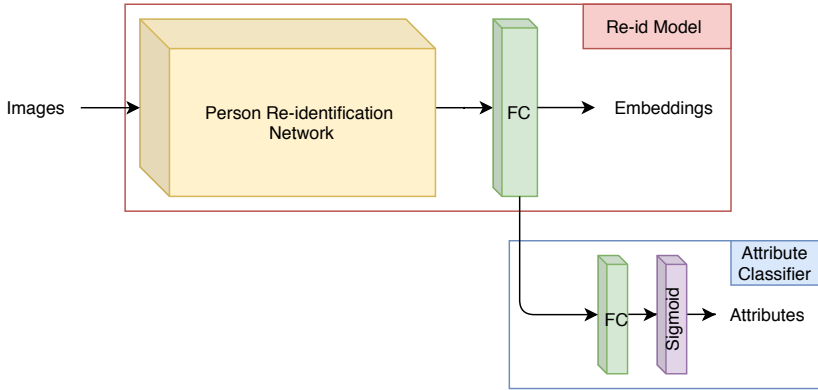 Re-id Model
Images
Person Re-identification
Network
FC
Embeddings
Attribute
Classifier
FC
Sigmoid
Attributes